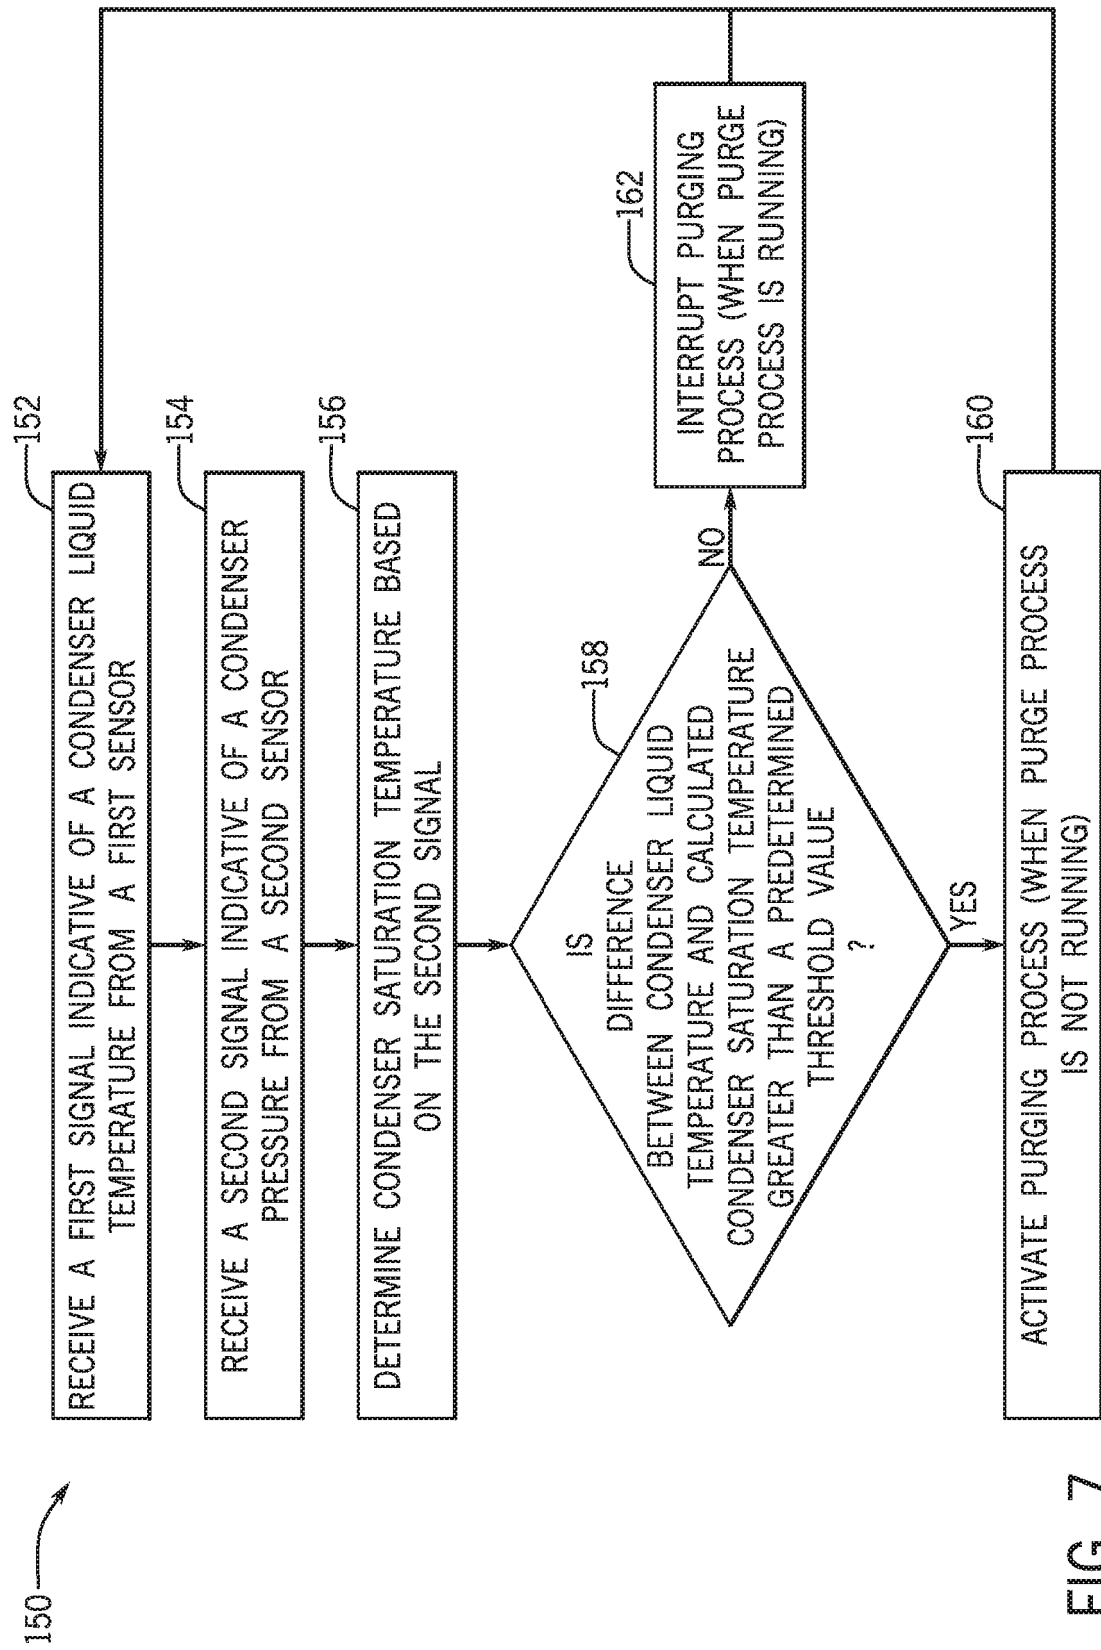 150
152
RECEIVE A FIRST SIGNAL INDICATIVE OF A CONDENSER LIQUID
TEMPERATURE FROM A FIRST SENSOR
154
RECEIVE A SECOND SIGNAL INDICATIVE OF A CONDENSER
PRESSURE FROM A SECOND SENSOR
156
DETERMINE CONDENSER SATURATION TEMPERATURE BASED
ON THE SECOND SIGNAL
158
IS
DIFFERENCE
BETWEEN CONDENSER LIQUID
TEMPERATURE AND CALCULATED
CONDENSER SATURATION TEMPERATURE
GREATER THAN A PREDETERMINED
THRESHOLD VALUE
?
NO
162
INTERRUPT PURGING
PROCESS (WHEN PURGE
PROCESS IS RUNNING)
YES
160
ACTIVATE PURGING PROCESS (WHEN PURGE PROCESS
IS NOT RUNNING)
FIG 7